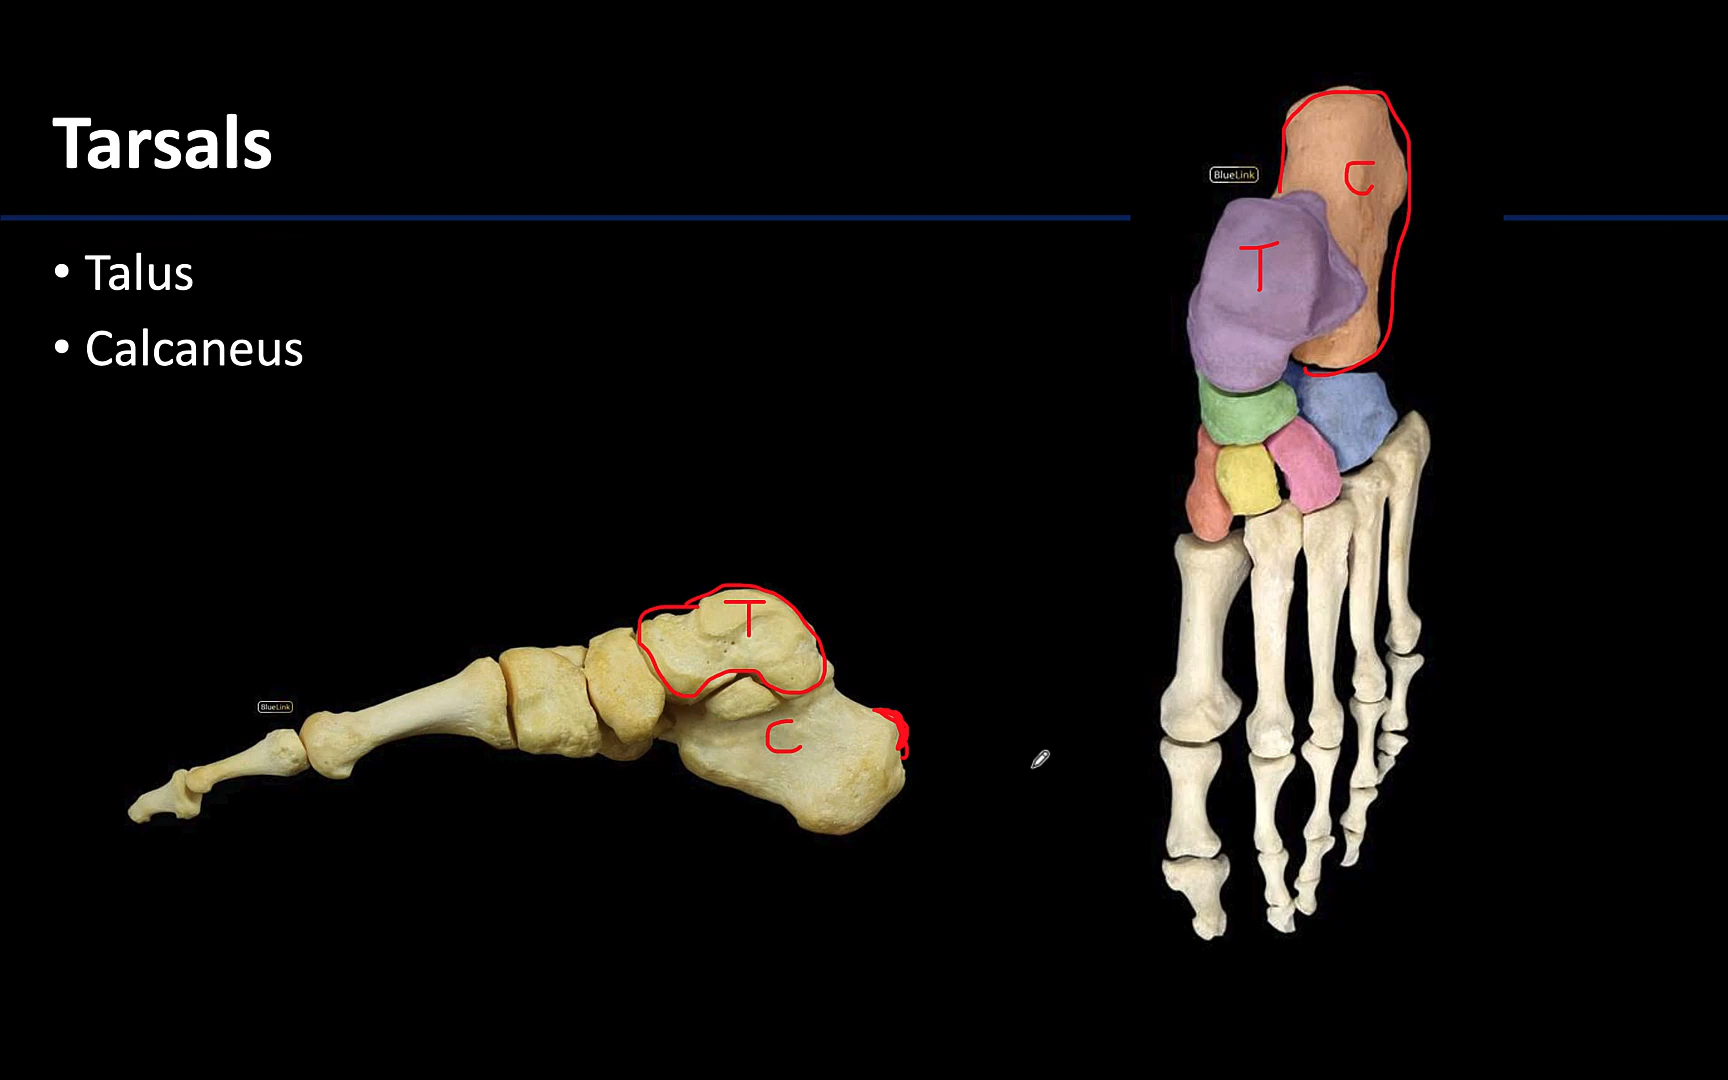 Tarsals
• Talus
• Calcaneus
BlueLink
C
T
T
C
BlueLink